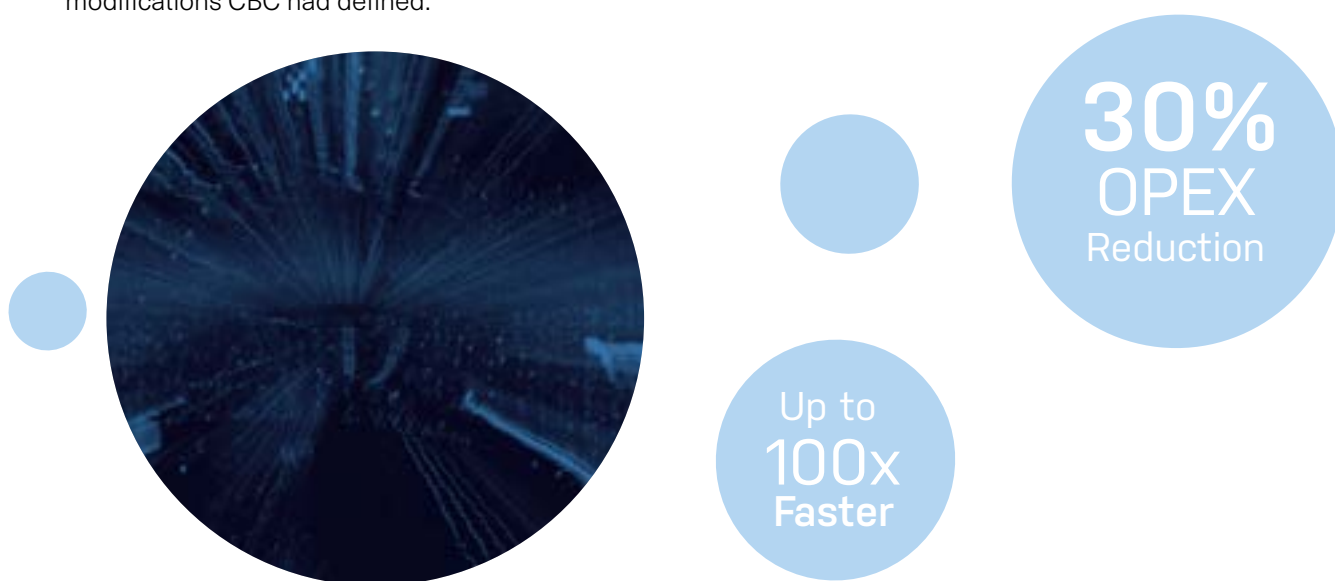 modifications CBC had defined.
30%
OPEX
Reduction
Up to
100x
Faster